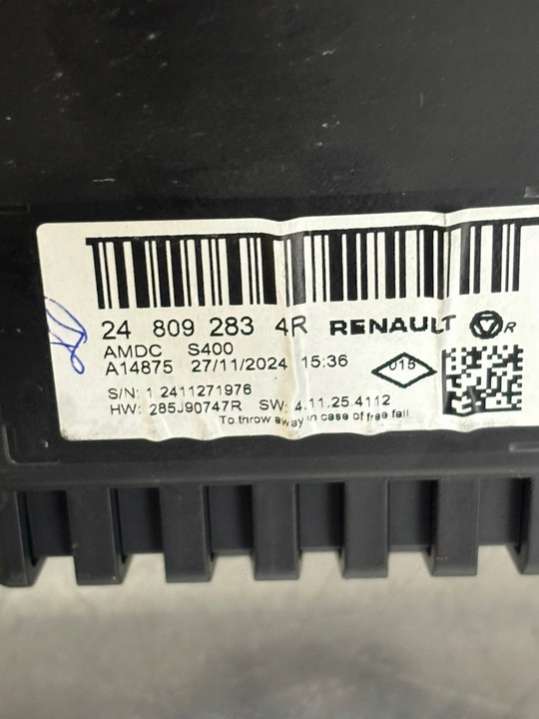 24 809 283 4R RENAULT R
AMDC S400
A14875 27/11/2024 15:36 015
S/N: 1 2411271976
HW: 285J90747R SW: 4.11.25.4112
To throw away in case of free fall